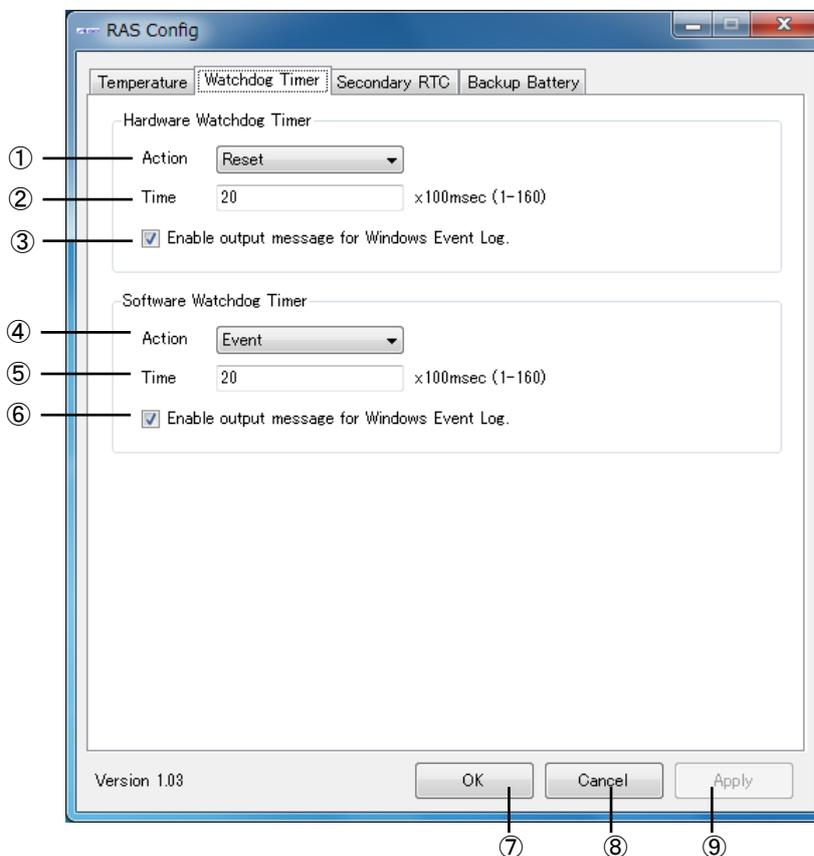 RAS Config
Temperature Watchdog Timer Secondary RTC Backup Battery
Hardware Watchdog Timer
① Action Reset
② Time 20 x100msec (1-160)
③ Enable output message for Windows Event Log.
Software Watchdog Timer
④ Action Event
⑤ Time 20 x100msec (1-160)
⑥ Enable output message for Windows Event Log.
Version 1.03 OK Cancel Apply
⑦ ⑧ ⑨